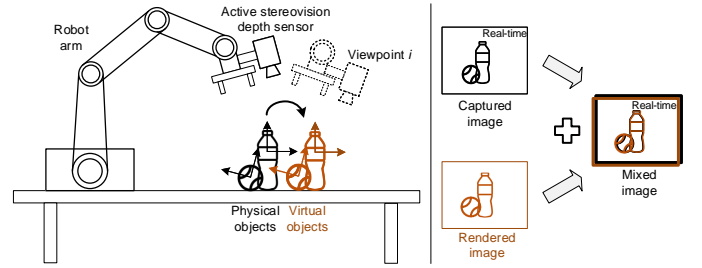 Robot
arm
Active stereovision
depth sensor
Viewpoint i
Physical
objects
Virtual
objects
Real-time
Captured
image
Rendered
image
Real-time
Mixed
image